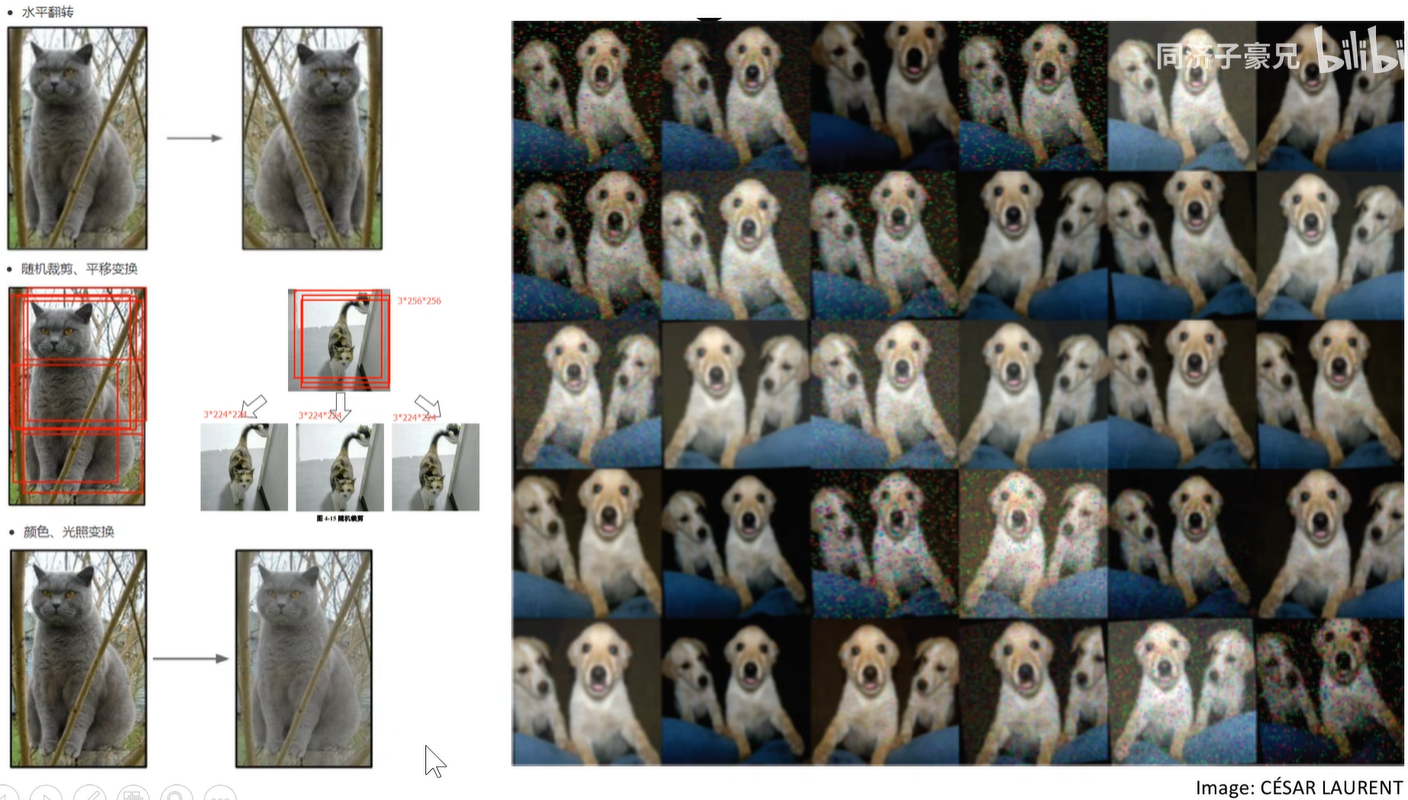 • 水平翻转
同济子豪兄 bilibi
• 随机裁剪、平移变换
3*256*256
3*224*224
3*224*224
3*224*224
图 4-15 随机裁剪
• 颜色、光照变换
Image: CÉSAR LAURENT